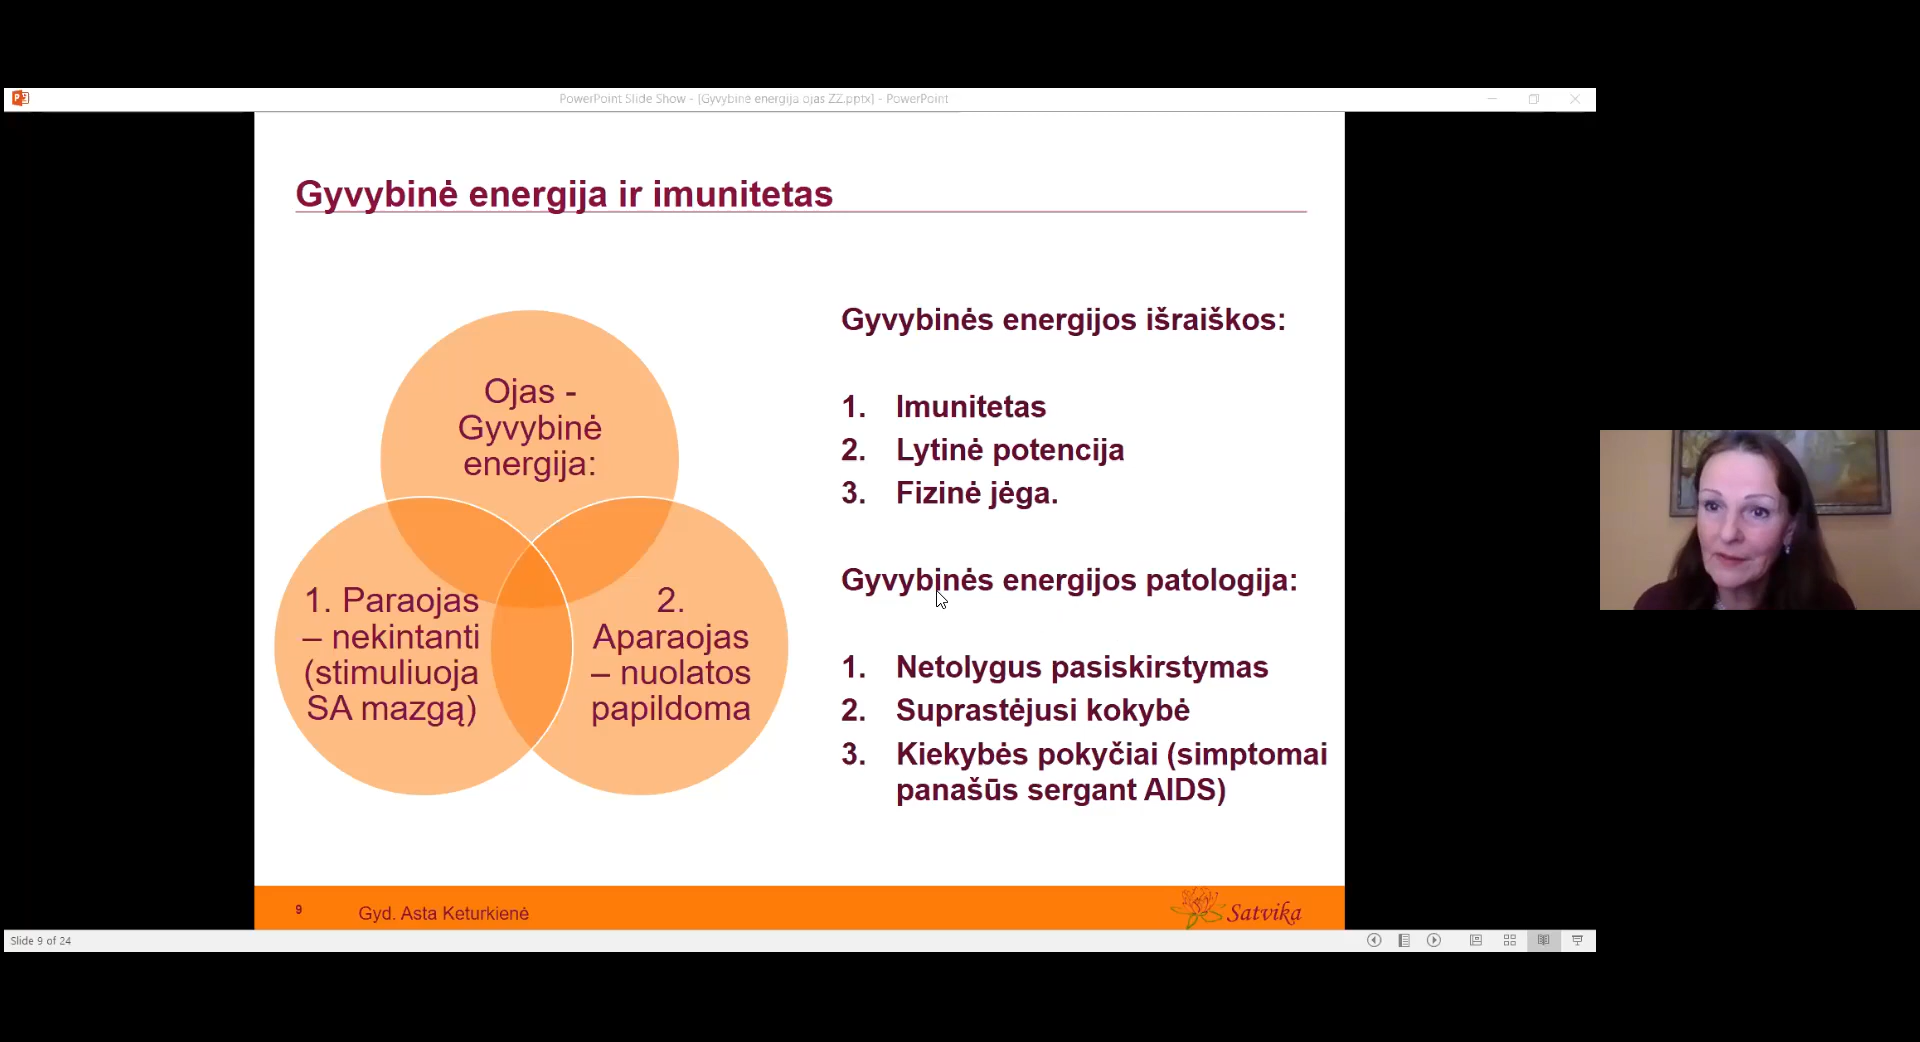 PowerPoint Slide Show - [Gyvybinė energija ojas ZZ.pptx] - PowerPoint
Gyvybinė energija ir imunitetas
Ojas -
Gyvybinė
energija:
1. Paraojas
– nekintanti
(stimuliuoja
SA mazgą)
2.
Aparaojas
– nuolatos
papildoma
Gyvybinės energijos išraiškos:
1. Imunitetas
2. Lytinė potencija
3. Fizinė jėga.
Gyvybinės energijos patologija:
1. Netolygus pasiskirstymas
2. Suprastėjusi kokybė
3. Kiekybės pokyčiai (simptomai
panašūs sergant AIDS)
9
Gyd. Asta Keturkienė
Satvika
Slide 9 of 24